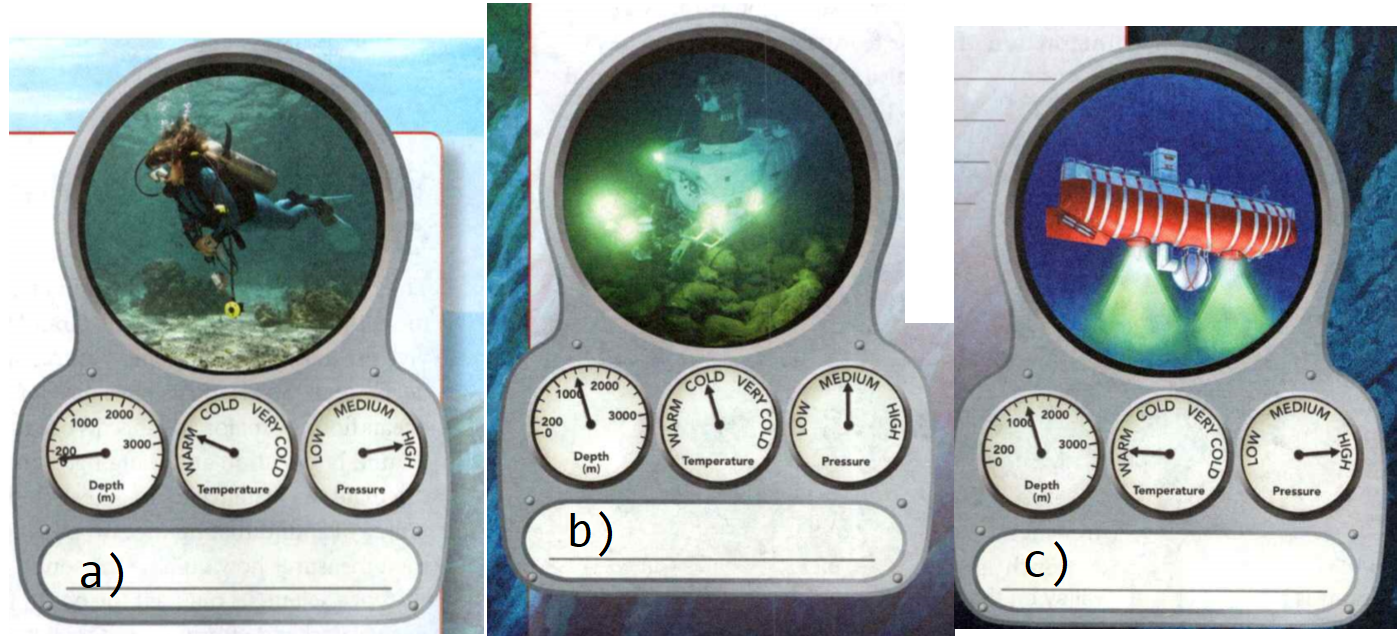 1000
2000
3000
200
0
Depth
(m)
WARM
COLD
VERY COLD
Temperature
LOW
MEDIUM
HIGH
Pressure
a)
1000
2000
3000
200
0
Depth
(m)
WARM
COLD
VERY COLD
Temperature
LOW
MEDIUM
HIGH
Pressure
b)
1000
2000
3000
200
0
Depth
(m)
WARM
COLD
VERY COLD
Temperature
LOW
MEDIUM
HIGH
Pressure
c)